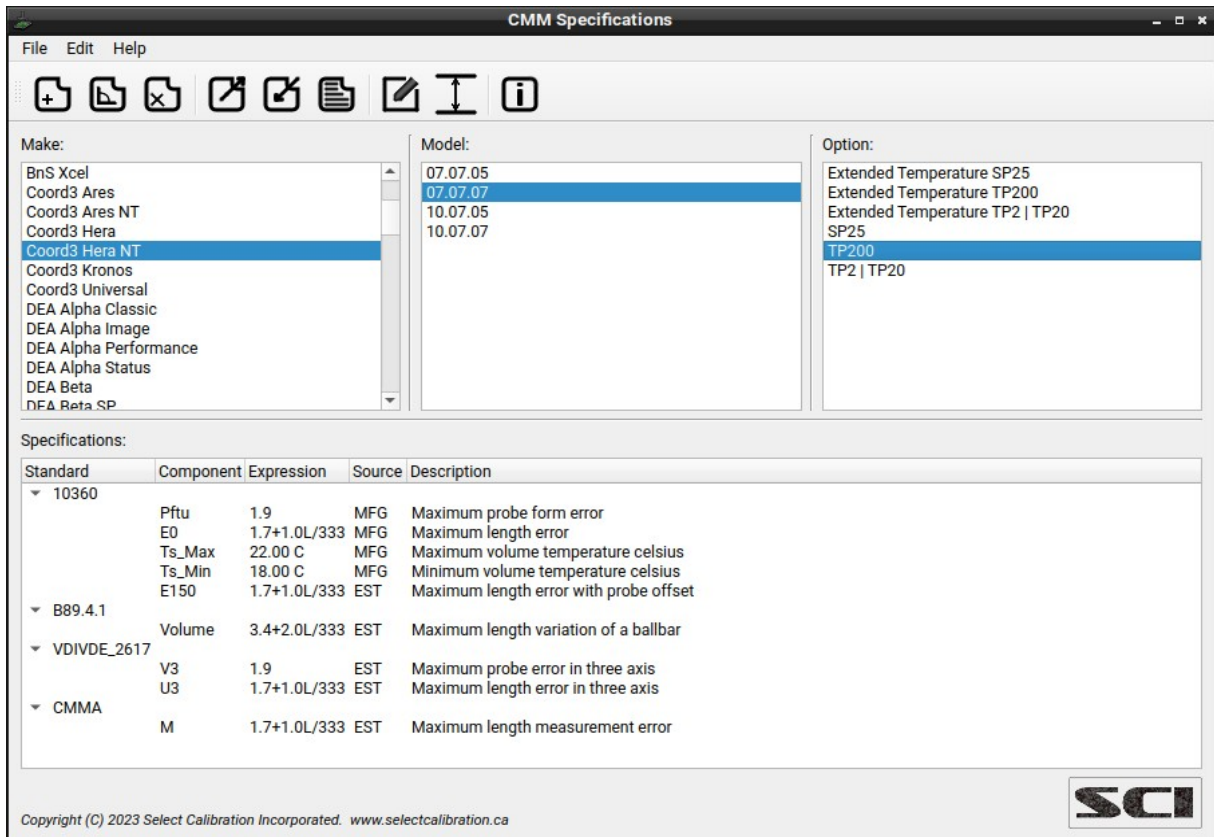 CMM Specifications
File Edit Help
Make:
BnS Xcel
Coord3 Ares
Coord3 Ares NT
Coord3 Hera
Coord3 Hera NT
Coord3 Kronos
Coord3 Universal
DEA Alpha Classic
DEA Alpha Image
DEA Alpha Performance
DEA Alpha Status
DEA Beta
DEA Beta SP
Model:
07.07.05
07.07.07
10.07.05
10.07.07
Option:
Extended Temperature SP25
Extended Temperature TP200
Extended Temperature TP2 | TP20
SP25
TP200
TP2 | TP20
Specifications:
Standard Component Expression Source Description
10360
Pftu 1.9 MFG Maximum probe form error
E0 1.7+1.0L/333 MFG Maximum length error
Ts_Max 22.00 C MFG Maximum volume temperature celsius
Ts_Min 18.00 C MFG Minimum volume temperature celsius
E150 1.7+1.0L/333 EST Maximum length error with probe offset
B89.4.1
Volume 3.4+2.0L/333 EST Maximum length variation of a ballbar
VDIVDE_2617
V3 1.9 EST Maximum probe error in three axis
U3 1.7+1.0L/333 EST Maximum length error in three axis
CMMA
M 1.7+1.0L/333 EST Maximum length measurement error
SCI
Copyright (C) 2023 Select Calibration Incorporated. www.selectcalibration.ca